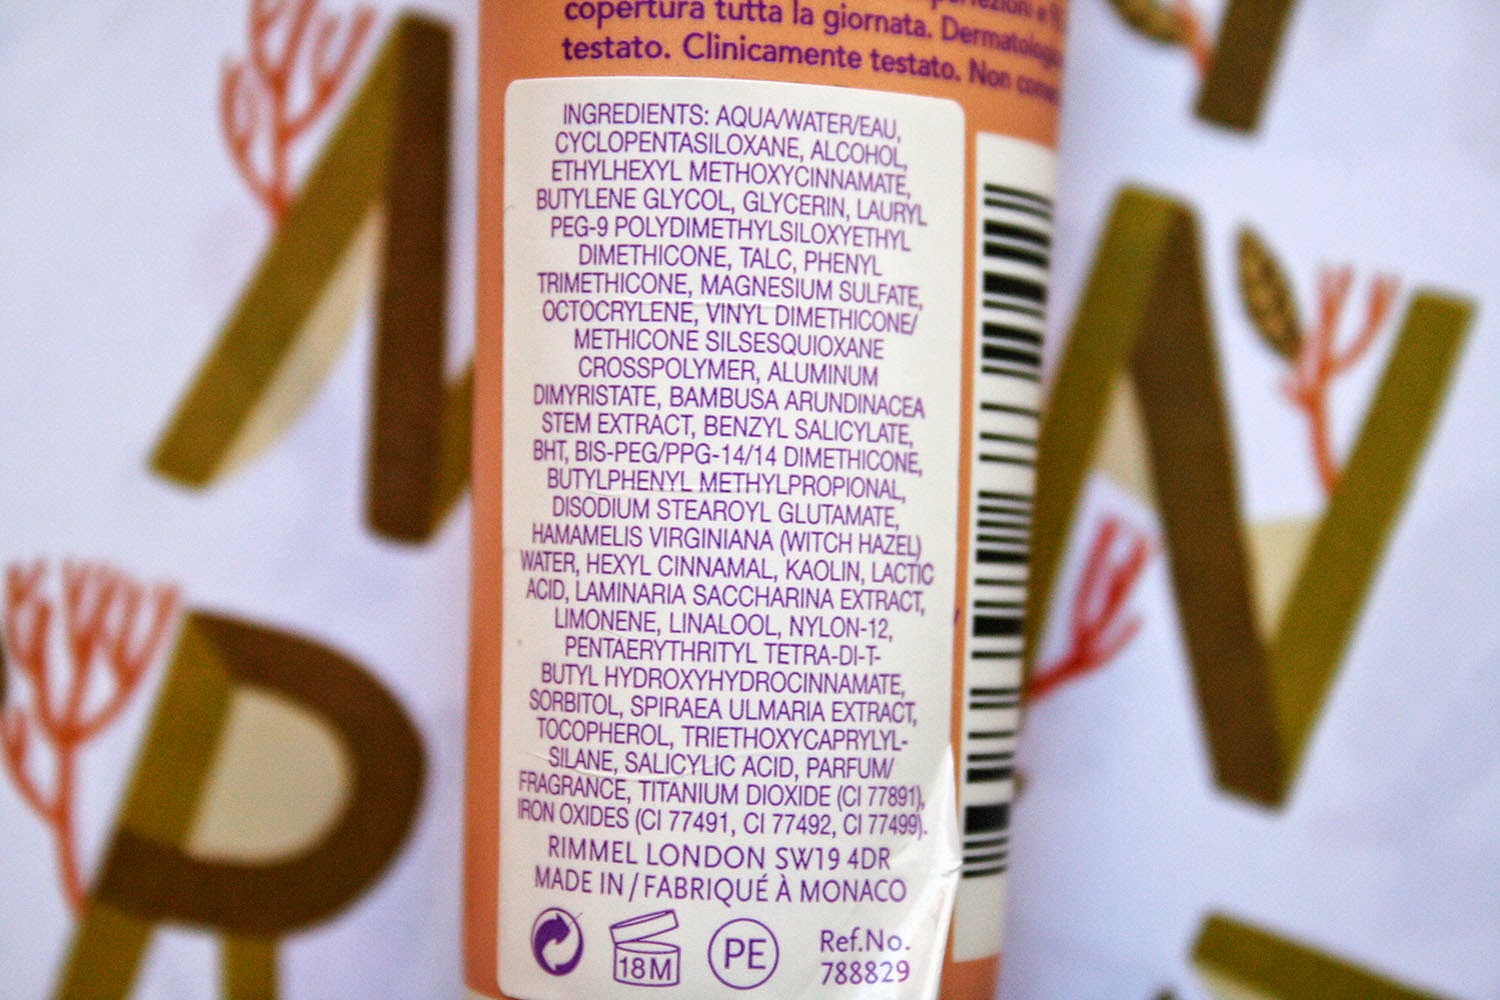 copertura tutta la giornata.
testato. Clinicamente testato. Non
INGREDIENTS: AQUA/WATER/EAU,
CYCLOPENTASILOXANE, ALCOHOL,
ETHYLHEXYL METHOXYCINNAMATE,
BUTYLENE GLYCOL, GLYCERIN, LAURYL
PEG-9 POLYDIMETHYLSILOXYETHYL
DIMETHICONE, TALC, PHENYL
TRIMETHICONE, MAGNESIUM SULFATE,
OCTOCRYLENE, VINYL DIMETHICONE/
METHICONE SILSESQUIOXANE
CROSSPOLYMER, ALUMINUM
DIMYRISTATE, BAMBUSA ARUNDINACEA
STEM EXTRACT, BENZYL SALICYLATE,
BHT, BIS-PEG/PPG-14/14 DIMETHICONE,
BUTYLPHENYL METHYLPROPIONAL,
DISODIUM STEAROYL GLUTAMATE,
HAMAMELIS VIRGINIANA (WITCH HAZEL)
WATER, HEXYL CINNAMAL, KAOLIN, LACTIC
ACID, LAMINARIA SACCHARINA EXTRACT,
LIMONENE, LINALOOL, NYLON-12,
PENTAERYTHRITYL TETRA-DI-T-
BUTYL HYDROXYHYDROCINNAMATE,
SORBITOL, SPIRAEA ULMARIA EXTRACT,
TOCOPHEROL, TRIETHOXYCAPRYLYL-
SILANE, SALICYLIC ACID, PARFUM/
FRAGRANCE, TITANIUM DIOXIDE (CI 77891),
IRON OXIDES (CI 77491, CI 77492, CI 77499).
RIMMEL LONDON SW19 4DR
MADE IN / FABRIQUÉ À MONACO
18M
PE
Ref.No.
788829